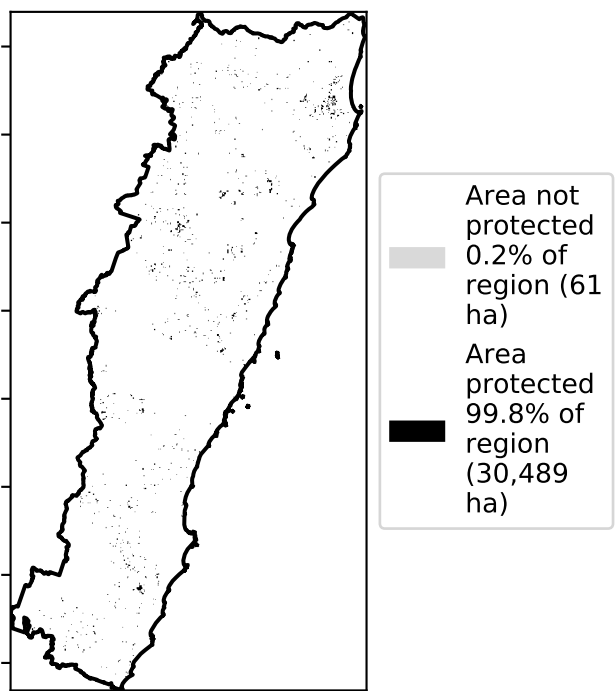 Area not
protected
0.2% of
region (61
ha)
Area
protected
99.8% of
region
(30,489
ha)